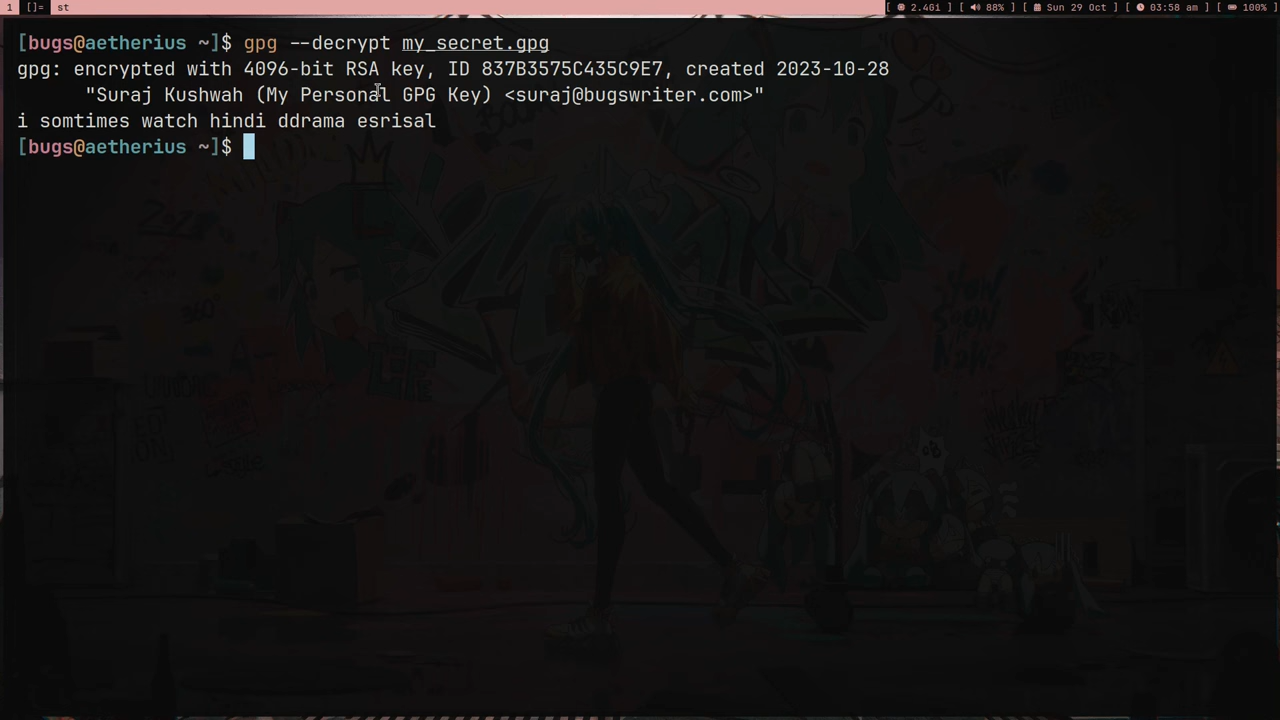 1 []= st [ 2.4Gi ] [ 88% ] [ Sun 29 Oct ] [ 03:58 am ] [ 100% ]
[bugs@aetherius ~]$ gpg --decrypt my_secret.gpg
gpg: encrypted with 4096-bit RSA key, ID 837B3575C435C9E7, created 2023-10-28
"Suraj Kushwah (My Personal GPG Key) <suraj@bugswriter.com>"
i somtimes watch hindi ddrama esrisal
[bugs@aetherius ~]$